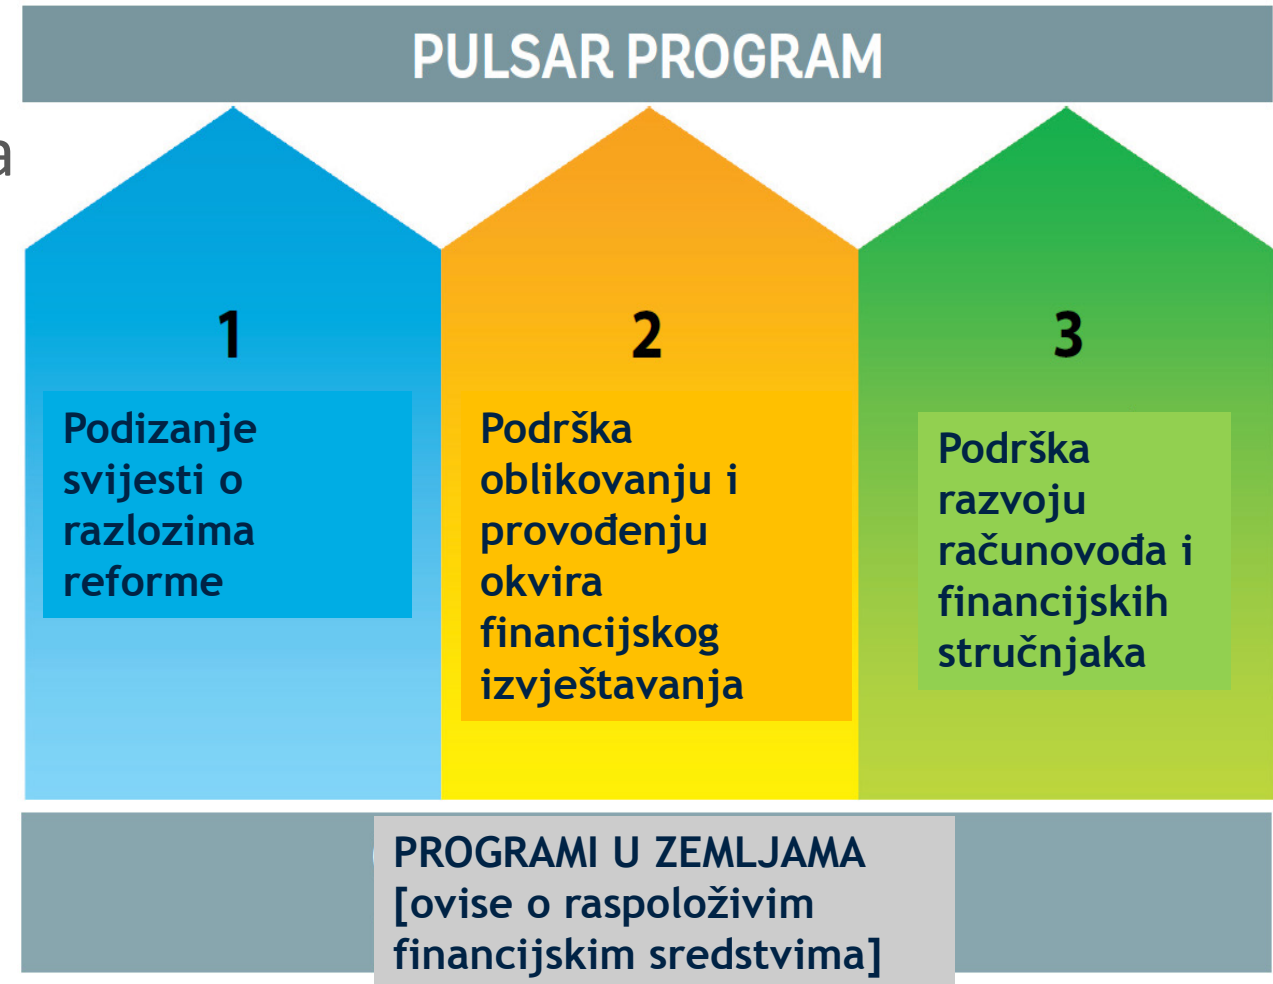 PULSAR PROGRAM
a
1
Podizanje
svijesti o
razlozima
reforme
2
Podrška
oblikovanju i
provođenju
okvira
financijskog
izvještavanja
3
Podrška
razvoju
računovođa i
financijskih
stručnjaka
PROGRAMI U ZEMLJAMA
[ovise o raspoloživim
financijskim sredstvima]